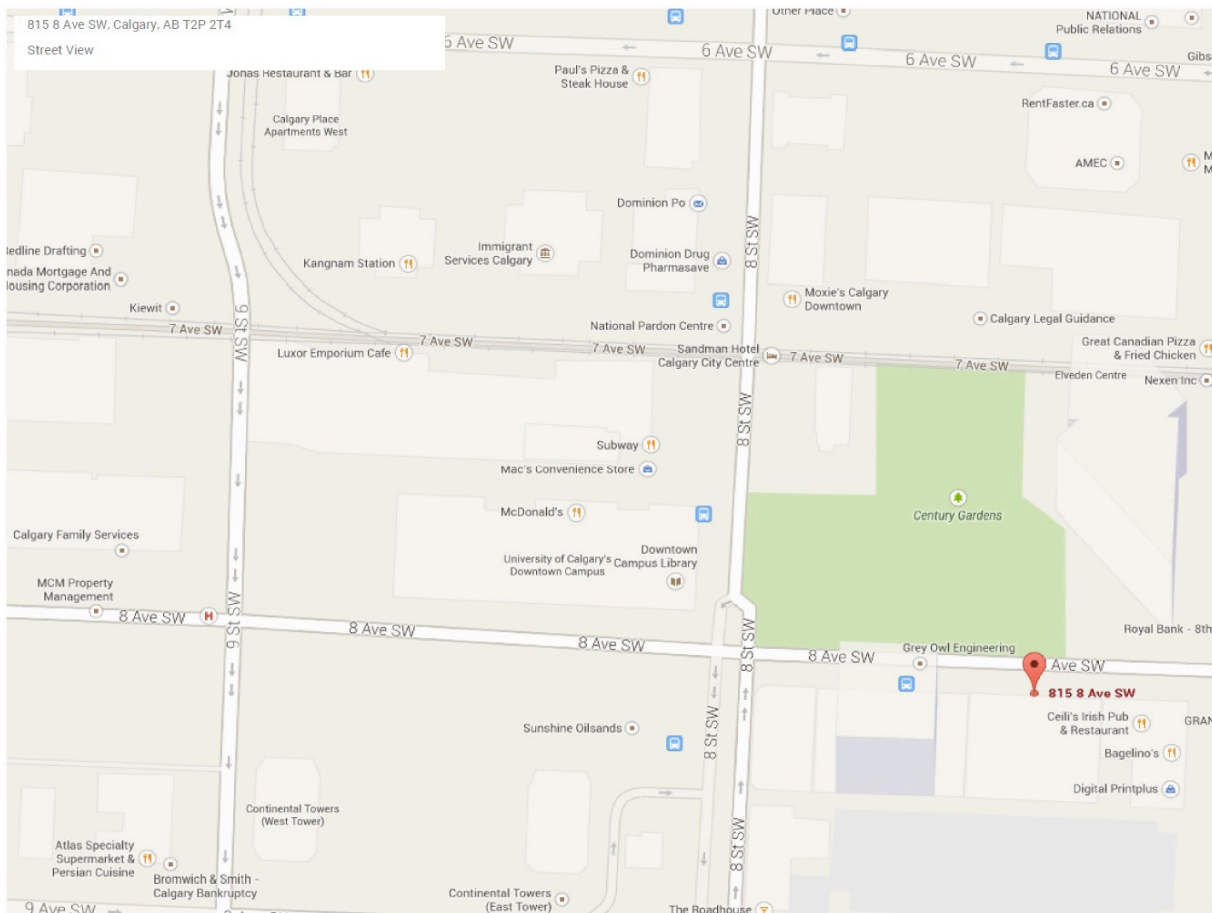 815 8 Ave SW, Calgary, AB T2P 2T4
Street View
Other Place
NATIONAL
Public Relations
6 Ave SW
6 Ave SW
6 Ave SW
6 Ave SW
Gibs
Jonas Restaurant & Bar
Paul's Pizza &
Steak House
RentFaster.ca
Calgary Place
Apartments West
AMEC
M
M
Dominion Po
8 St SW
Immigrant
Services Calgary
Dominion Drug
Pharmasave
edline Drafting
Kangnam Station
nada Mortgage And
ousing Corporation
Moxie's Calgary
Downtown
Kiewit
9 St SW
National Pardon Centre
Calgary Legal Guidance
7 Ave SW
7 Ave SW
7 Ave SW
Luxor Emporium Cafe
Sandman Hotel
Calgary City Centre
7 Ave SW
7 Ave SW
Great Canadian Pizza
& Fried Chicken
Elveden Centre
Nexen Inc
8 St SW
Subway
Mac's Convenience Store
McDonald's
Century Gardens
Calgary Family Services
University of Calgary's
Downtown Campus
Downtown
Campus Library
MCM Property
Management
8 Ave SW
H
9 St SW
8 Ave SW
8 Ave SW
8 St SW
8 Ave SW
Grey Owl Engineering
Royal Bank - 8th
Ave SW
815 8 Ave SW
Sunshine Oilsands
8 St SW
Ceili's Irish Pub
& Restaurant
GRAN
Bagelino's
Digital Printplus
Continental Towers
(West Tower)
8 St SW
Atlas Specialty
Supermarket &
Persian Cuisine
Bromwich & Smith -
Calgary Bankruptcy
Continental Towers
(East Tower)
9 Ave SW
The Roadhouse